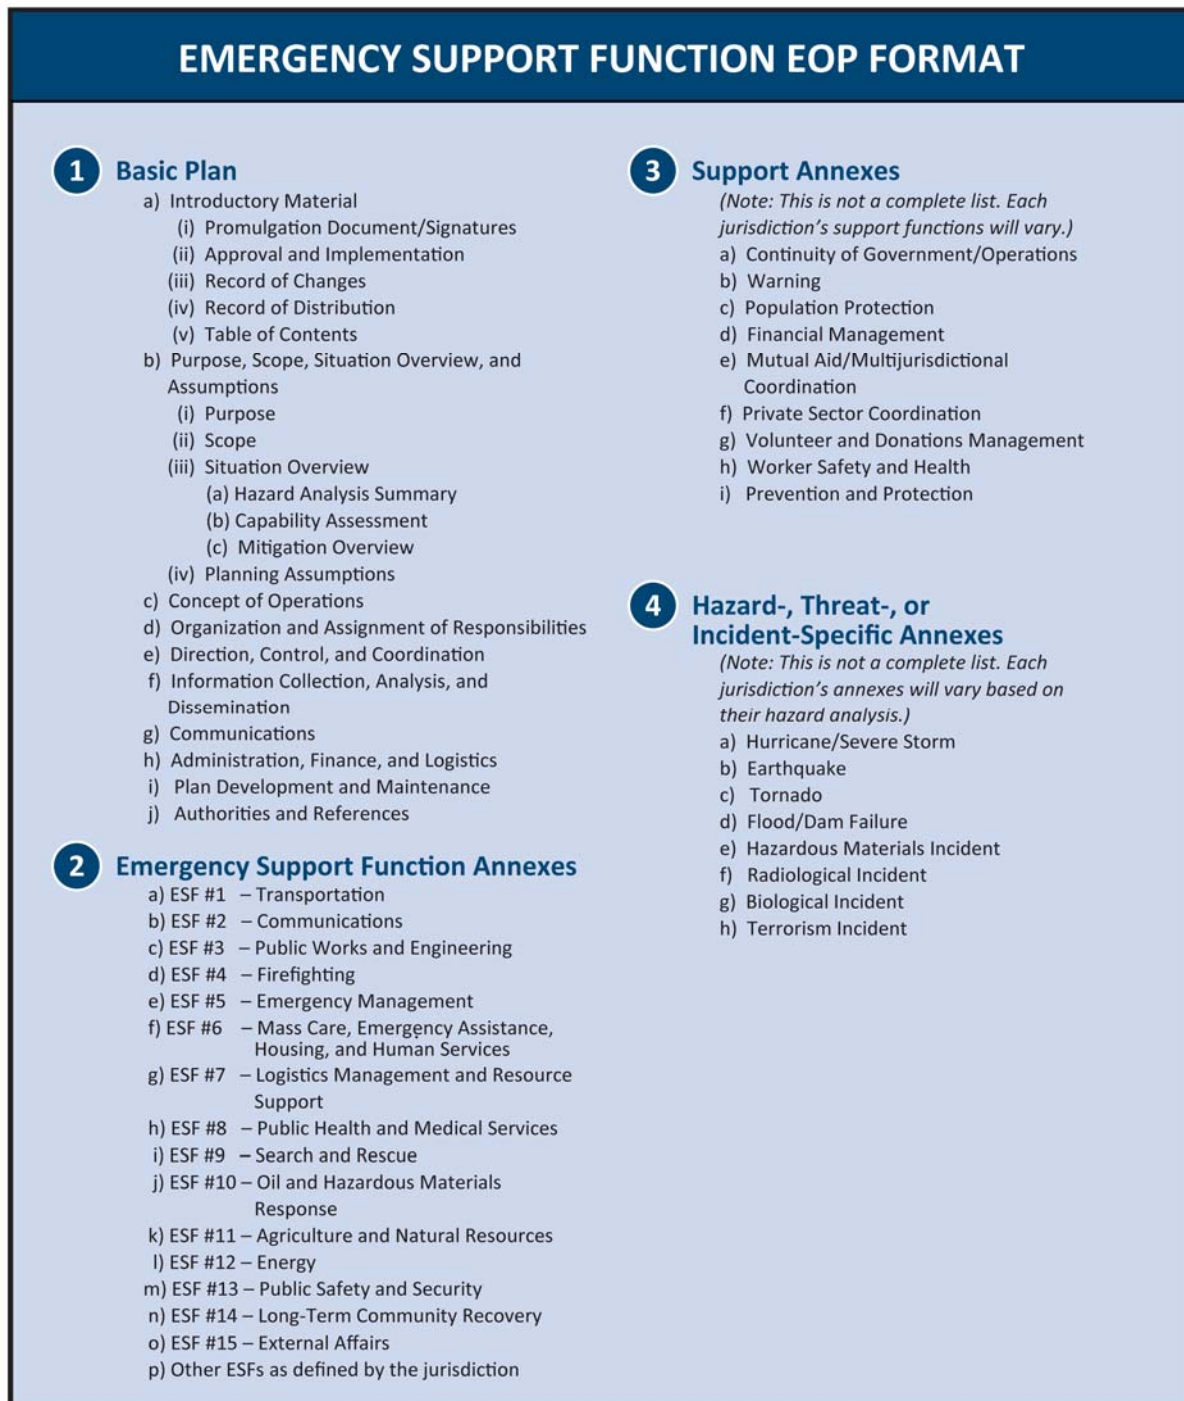 EMERGENCY SUPPORT FUNCTION EOP FORMAT
1 Basic Plan
a) Introductory Material
(i) Promulgation Document/Signatures
(ii) Approval and Implementation
(iii) Record of Changes
(iv) Record of Distribution
(v) Table of Contents
b) Purpose, Scope, Situation Overview, and
Assumptions
(i) Purpose
(ii) Scope
(iii) Situation Overview
(a) Hazard Analysis Summary
(b) Capability Assessment
(c) Mitigation Overview
(iv) Planning Assumptions
c) Concept of Operations
d) Organization and Assignment of Responsibilities
e) Direction, Control, and Coordination
f) Information Collection, Analysis, and
Dissemination
g) Communications
h) Administration, Finance, and Logistics
i) Plan Development and Maintenance
j) Authorities and References
2 Emergency Support Function Annexes
a) ESF #1 – Transportation
b) ESF #2 – Communications
c) ESF #3 – Public Works and Engineering
d) ESF #4 – Firefighting
e) ESF #5 – Emergency Management
f) ESF #6 – Mass Care, Emergency Assistance,
Housing, and Human Services
g) ESF #7 – Logistics Management and Resource
Support
h) ESF #8 – Public Health and Medical Services
i) ESF #9 – Search and Rescue
j) ESF #10 – Oil and Hazardous Materials
Response
k) ESF #11 – Agriculture and Natural Resources
l) ESF #12 – Energy
m) ESF #13 – Public Safety and Security
n) ESF #14 – Long-Term Community Recovery
o) ESF #15 – External Affairs
p) Other ESFs as defined by the jurisdiction
3 Support Annexes
(Note: This is not a complete list. Each
jurisdiction's support functions will vary.)
a) Continuity of Government/Operations
b) Warning
c) Population Protection
d) Financial Management
e) Mutual Aid/Multijurisdictional
Coordination
f) Private Sector Coordination
g) Volunteer and Donations Management
h) Worker Safety and Health
i) Prevention and Protection
4 Hazard-, Threat-, or
Incident-Specific Annexes
(Note: This is not a complete list. Each
jurisdiction's annexes will vary based on
their hazard analysis.)
a) Hurricane/Severe Storm
b) Earthquake
c) Tornado
d) Flood/Dam Failure
e) Hazardous Materials Incident
f) Radiological Incident
g) Biological Incident
h) Terrorism Incident